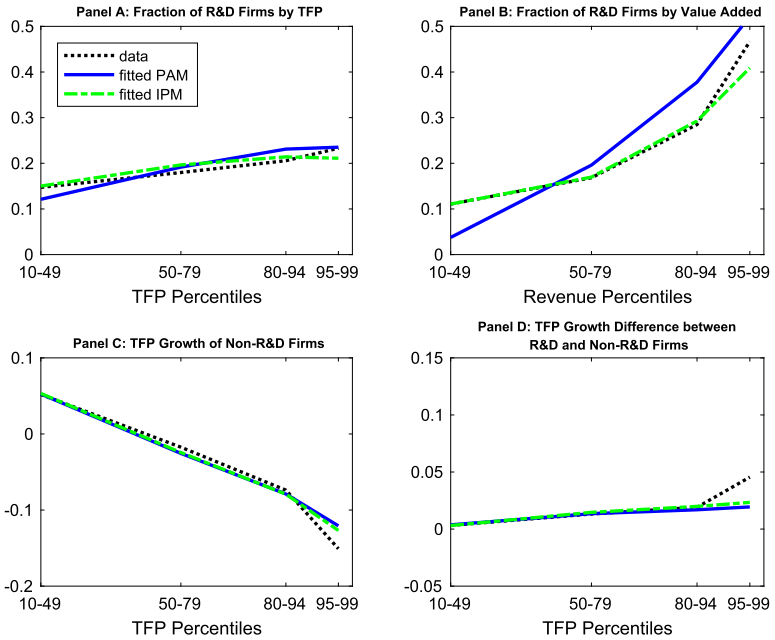 Panel A: Fraction of R&D Firms by TFP
0.5
0.4
0.3
0.2
0.1
0
data
fitted PAM
fitted IPM
10-49 50-79 80-94 95-99
TFP Percentiles
Panel B: Fraction of R&D Firms by Value Added
0.5
0.4
0.3
0.2
0.1
0
10-49 50-79 80-94 95-99
Revenue Percentiles
Panel C: TFP Growth of Non-R&D Firms
0.1
0
-0.1
-0.2
10-49 50-79 80-94 95-99
TFP Percentiles
Panel D: TFP Growth Difference between
R&D and Non-R&D Firms
0.15
0.1
0.05
0
-0.05
10-49 50-79 80-94 95-99
TFP Percentiles